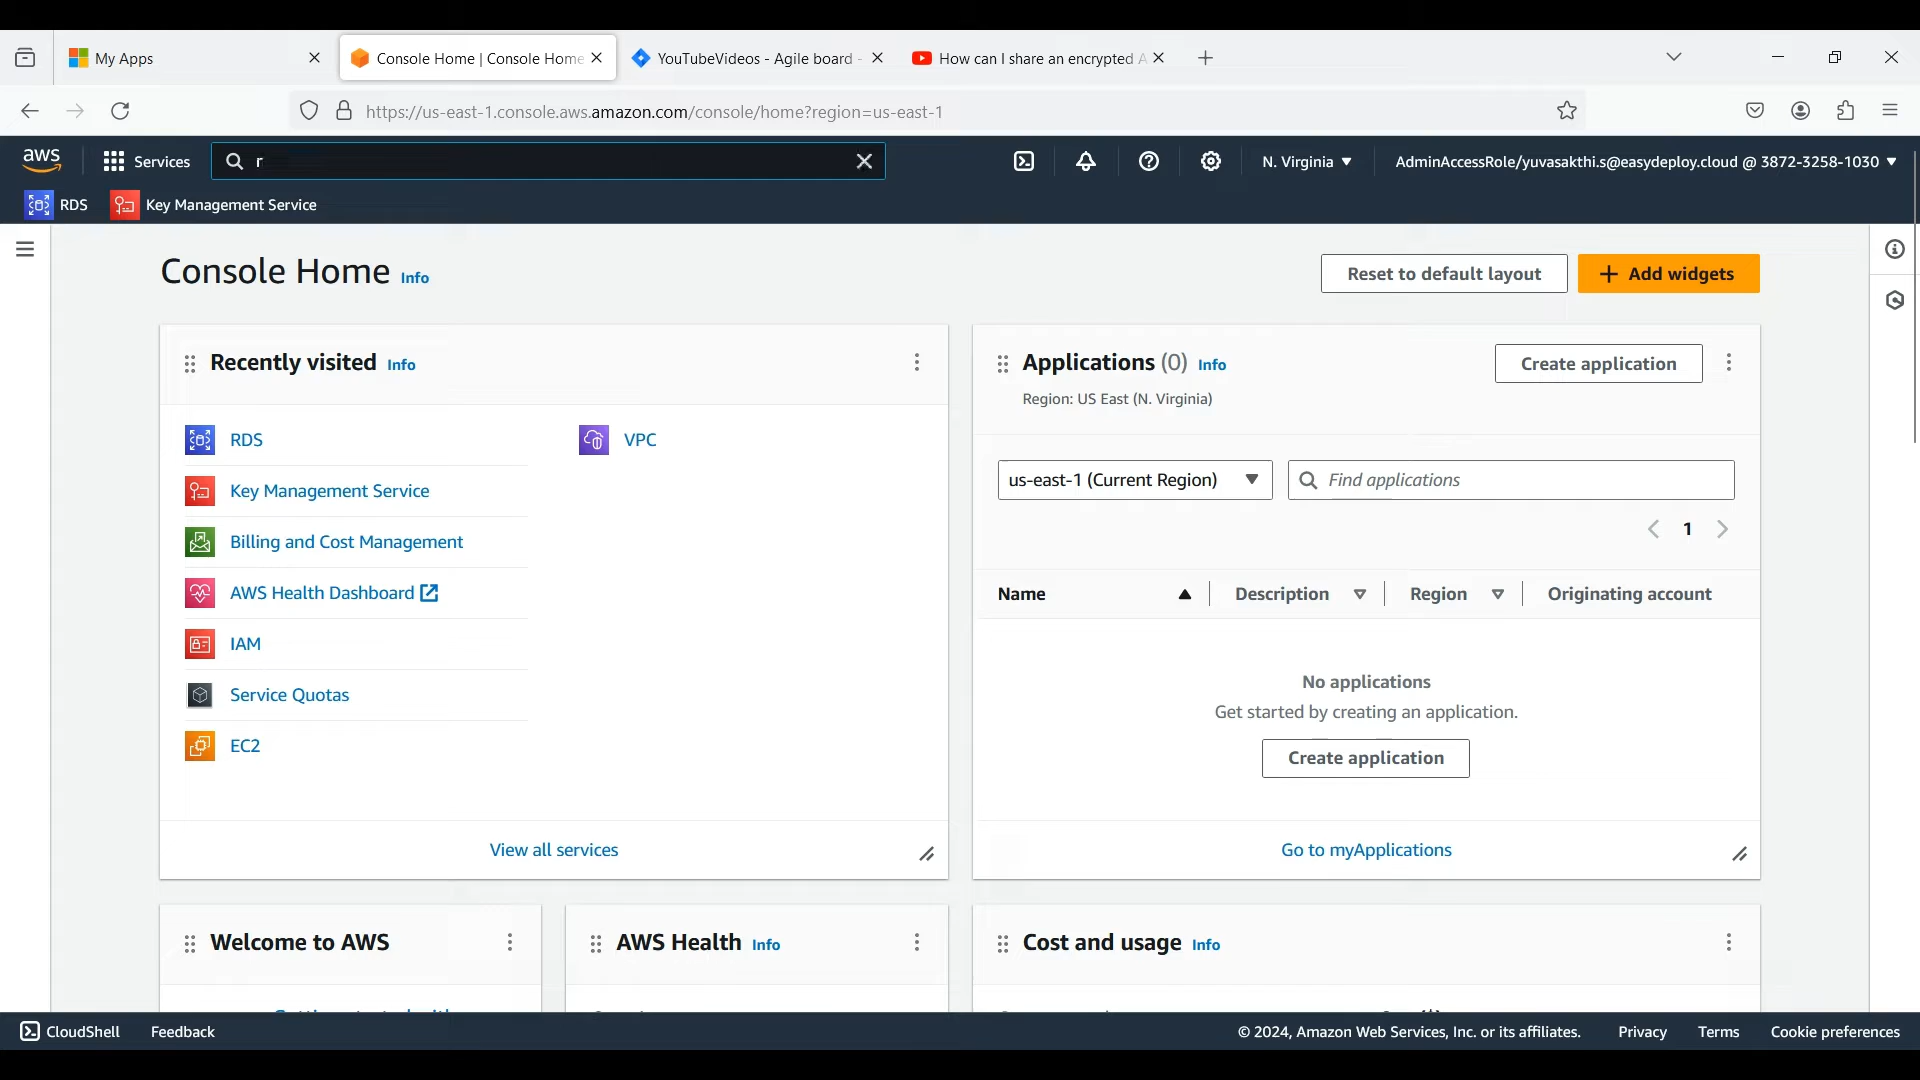 My Apps
Console Home | Console Home
YouTubeVideos - Agile board -
How can I share an encrypted A
https://us-east-1.console.aws.amazon.com/console/home?region=us-east-1
aws
Services
r
N. Virginia
AdminAccessRole/yuvasakthi.s@easydeploy.cloud @ 3872-3258-1030
RDS
Key Management Service
Console Home Info
Reset to default layout
Add widgets
Recently visited Info
RDS
Key Management Service
Billing and Cost Management
AWS Health Dashboard
IAM
Service Quotas
EC2
VPC
View all services
Applications (0) Info
Region: US East (N. Virginia)
Create application
us-east-1 (Current Region)
Find applications
1
Name
Description
Region
Originating account
No applications
Get started by creating an application.
Create application
Go to myApplications
Welcome to AWS
AWS Health Info
Cost and usage Info
CloudShell
Feedback
© 2024, Amazon Web Services, Inc. or its affiliates.
Privacy
Terms
Cookie preferences